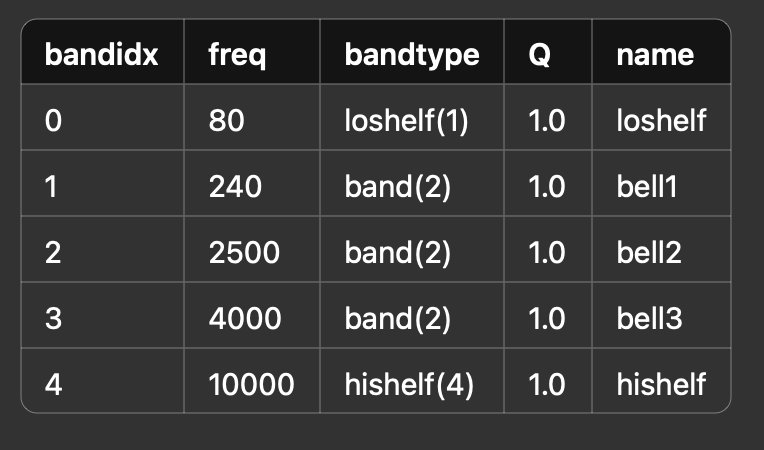 bandidx freq bandtype Q name
0 80 loshelf(1) 1.0 loshelf
1 240 band(2) 1.0 bell1
2 2500 band(2) 1.0 bell2
3 4000 band(2) 1.0 bell3
4 10000 hishelf(4) 1.0 hishelf